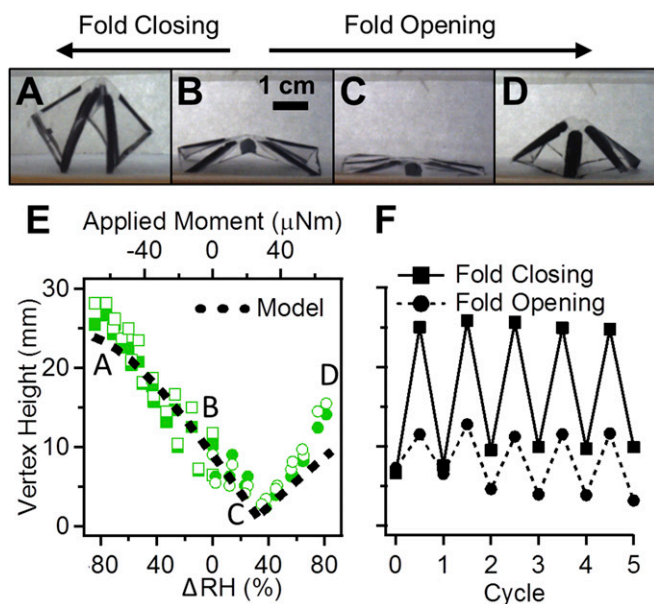 Fold Closing Fold Opening
A B 1 cm C D
E Applied Moment (µNm) F
-40 0 40
30
20
10
0
Vertex Height (mm)
Model
A
B
C
D
-80 -40 0 40 80
ΔRH (%)
Fold Closing
Fold Opening
0 1 2 3 4 5
Cycle